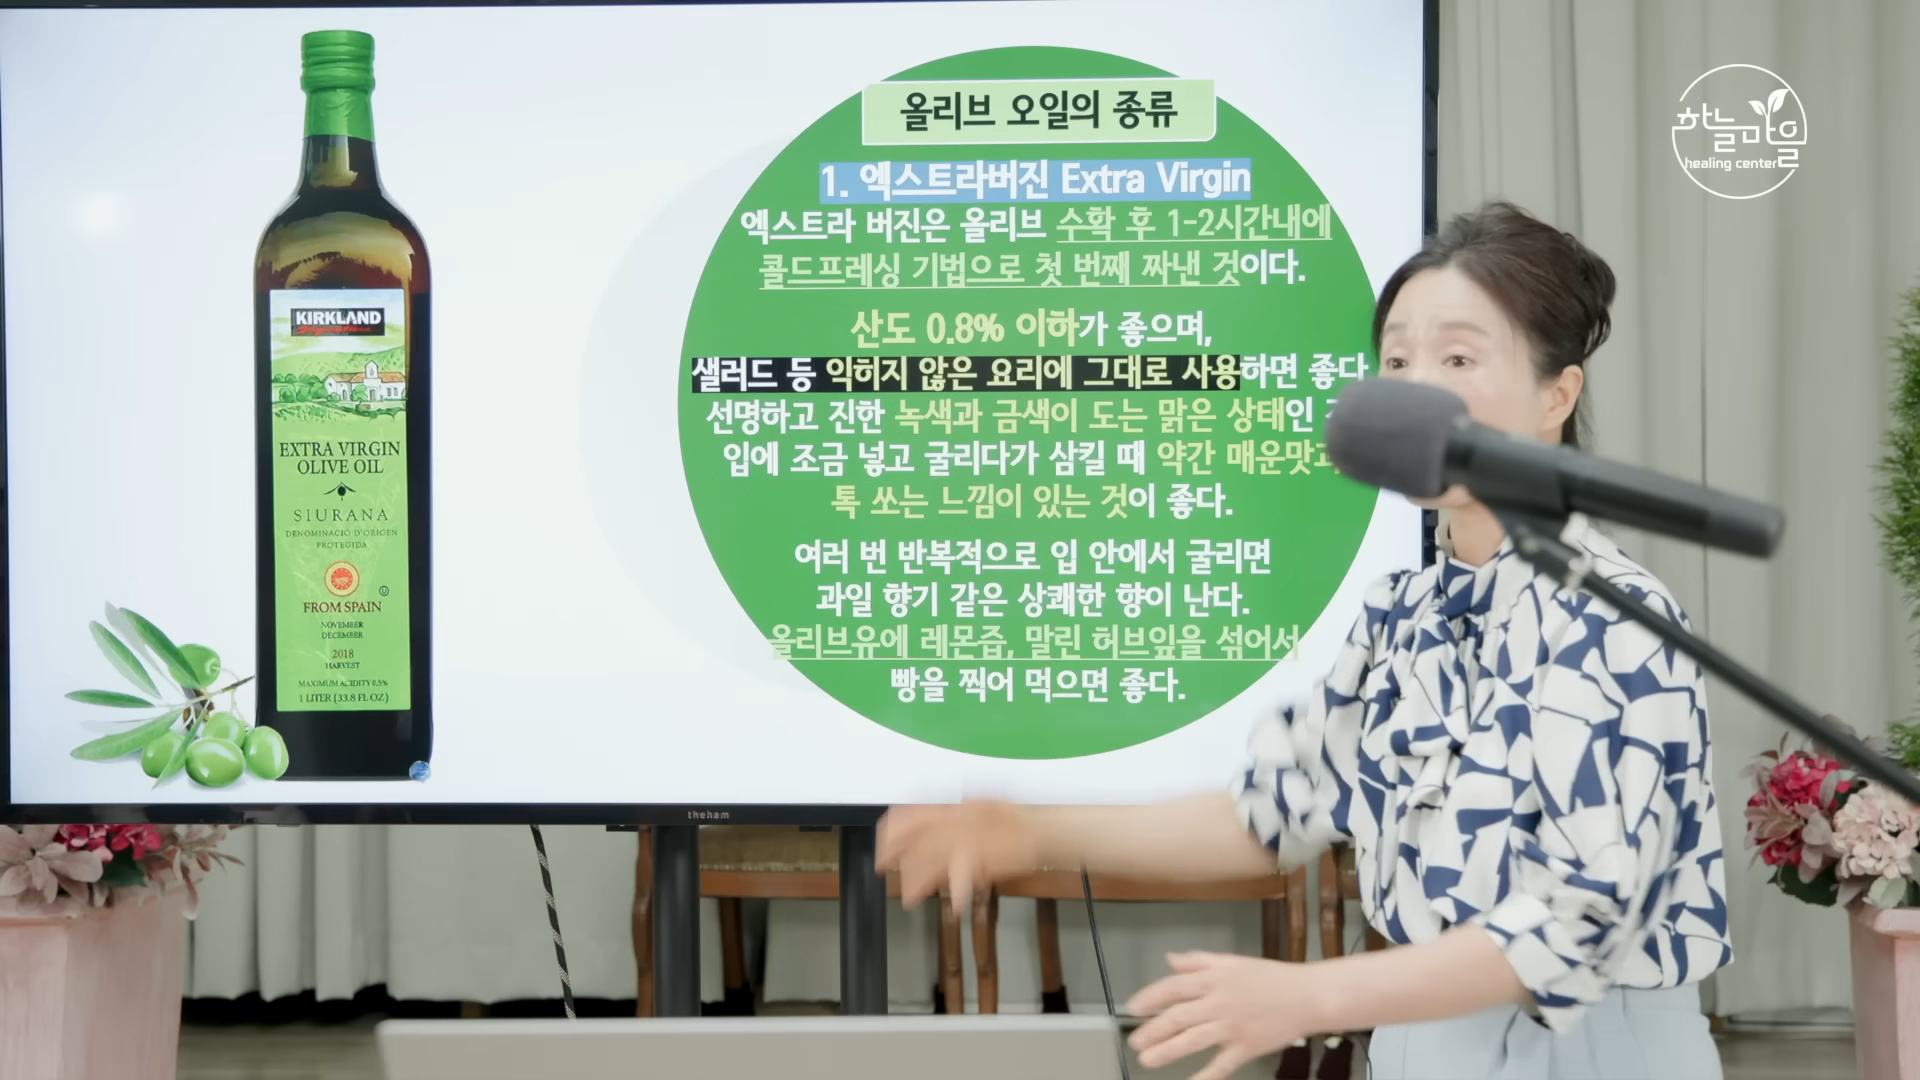 올리브 오일의 종류
1. 엑스트라버진 Extra Virgin
엑스트라 버진은 올리브 수확 후 1-2시간내에
콜드프레싱 기법으로 첫 번째 짜낸 것이다.
산도 0.8% 이하가 좋으며,
샐러드 등 익히지 않은 요리에 그대로 사용하면 좋다
선명하고 진한 녹색과 금색이 도는 맑은 상태인
입에 조금 넣고 굴리다가 삼킬 때 약간 매운맛과
톡 쏘는 느낌이 있는 것이 좋다.
여러 번 반복적으로 입 안에서 굴리면
과일 향기 같은 상쾌한 향이 난다.
올리브유에 레몬즙, 말린 허브잎을 섞어서
빵을 찍어 먹으면 좋다.
KIRKLAND
Signature
EXTRA VIRGIN
OLIVE OIL
SIURANA
DENOMINACIÓ D'ORIGEN
PROTEGIDA
FROM SPAIN
NOVEMBER
DECEMBER
2018
HARVEST
MAXIMUM ACIDITY 0.5%
1 LITER (33.8 FL OZ)
theham
하늘마을
healing center